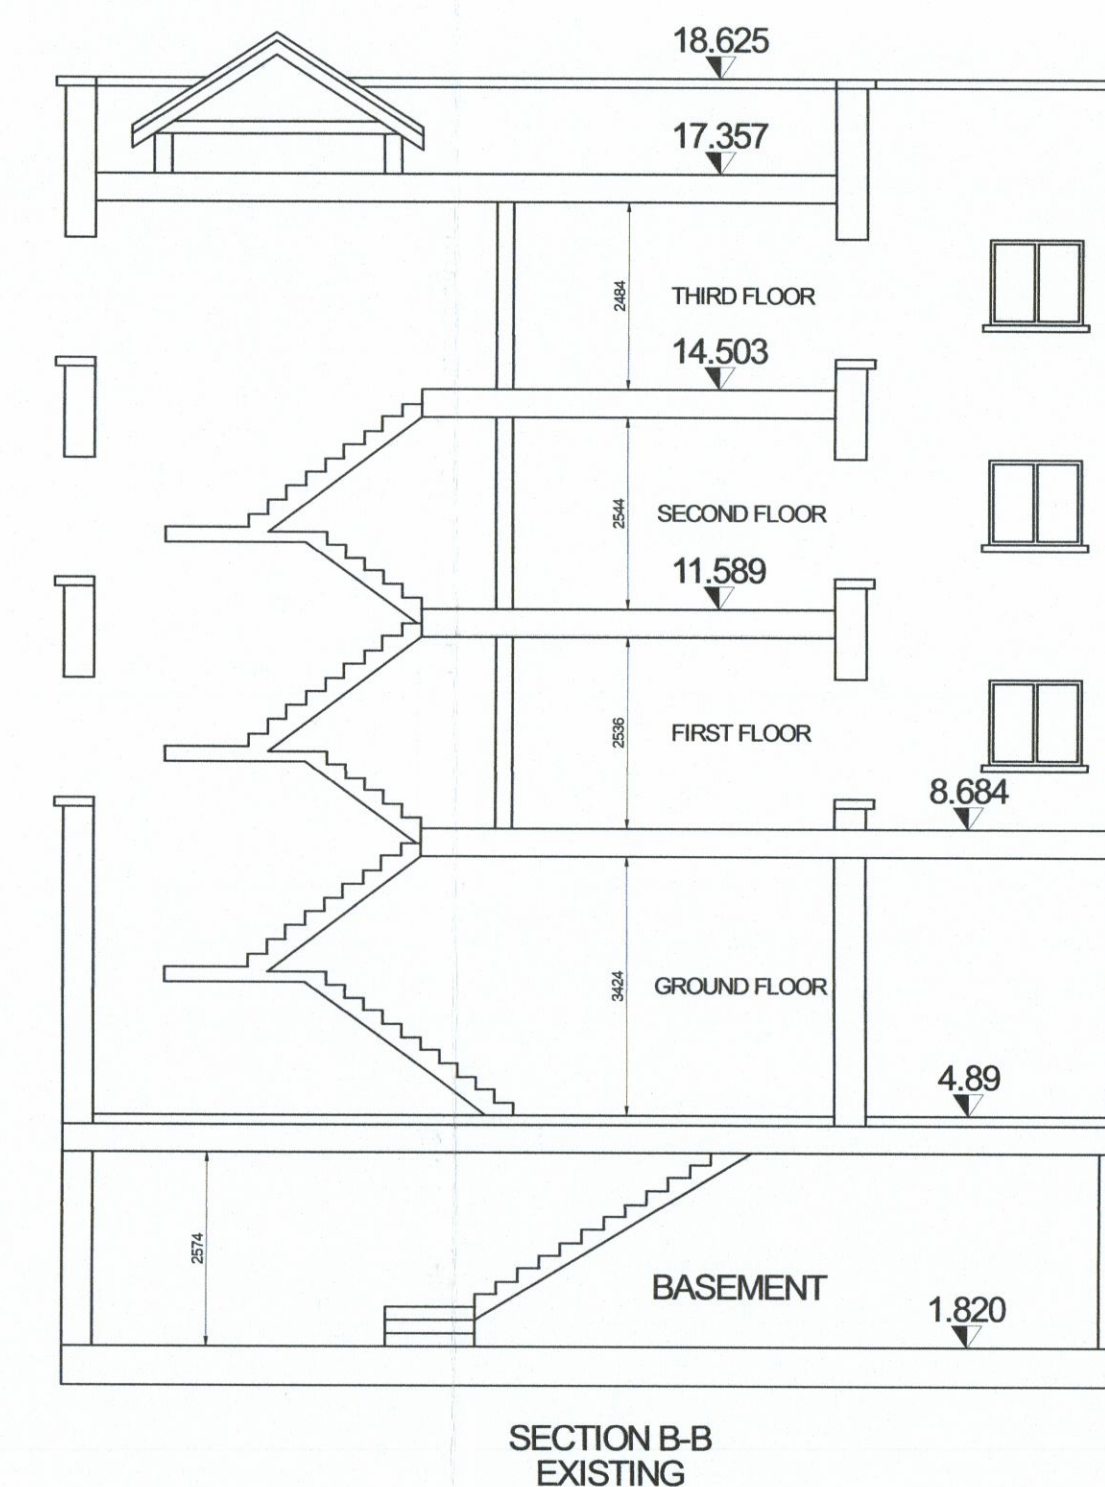 18.625
17.357
2484
THIRD FLOOR
14.503
2544
SECOND FLOOR
11.589
2536
FIRST FLOOR
8.684
3424
GROUND FLOOR
4.89
2574
BASEMENT
1.820
SECTION B-B
EXISTING